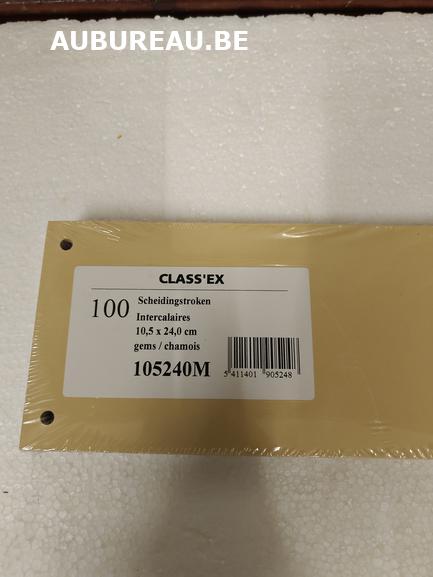 AUBUREAU.BE
CLASS'EX
100 Scheidingstroken
Intercalaires
10,5 x 24,0 cm
gems / chamois
105240M
5 411401 905248